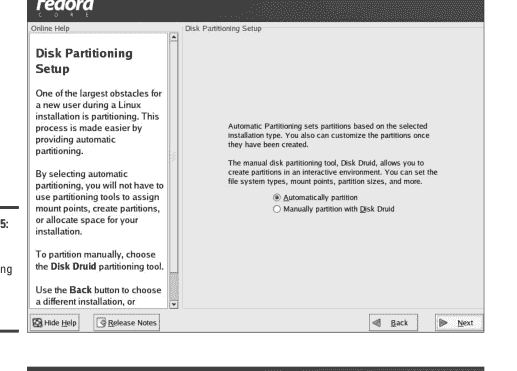 fedora
CORE
Online Help
Disk Partitioning
Setup
One of the largest obstacles for
a new user during a Linux
installation is partitioning. This
process is made easier by
providing automatic
partitioning.
By selecting automatic
partitioning, you will not have to
use partitioning tools to assign
mount points, create partitions,
or allocate space for your
installation.
To partition manually, choose
the Disk Druid partitioning tool.
Use the Back button to choose
a different installation, or
Disk Partitioning Setup
Automatic Partitioning sets partitions based on the selected
installation type. You also can customize the partitions once
they have been created.
The manual disk partitioning tool, Disk Druid, allows you to
create partitions in an interactive environment. You can set the
file system types, mount points, partition sizes, and more.
Automatically partition
Manually partition with Disk Druid
5:
ng
Hide Help
Release Notes
Back
Next